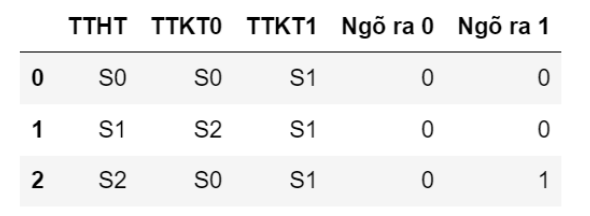 TTHT TTKT0 TTKT1 Ngõ ra 0 Ngõ ra 1
0 S0 S0 S1 0 0
1 S1 S2 S1 0 0
2 S2 S0 S1 0 1